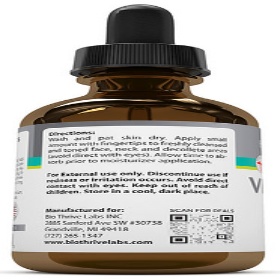 Directions:
Wash and pat skin dry. Apply small
amount with fingertips to freshly cleansed
and toned face, neck and decollete areas
(avoid direct with eyes). Allow time to ab-
sorb prior to moisturizer application.
For External use only. Discontinue use if
redness or irritation occurs. Avoid direct
contact with eyes. Keep out of reach of
children. Store in a cool, dark place.
Manufactured for:
Bio Thrive Labs INC
2885 Sanford Ave SW #30738
Grandville, MI 49418
(727) 265-1347
www.biothrivelabs.com
SCAN FOR DEALS
V